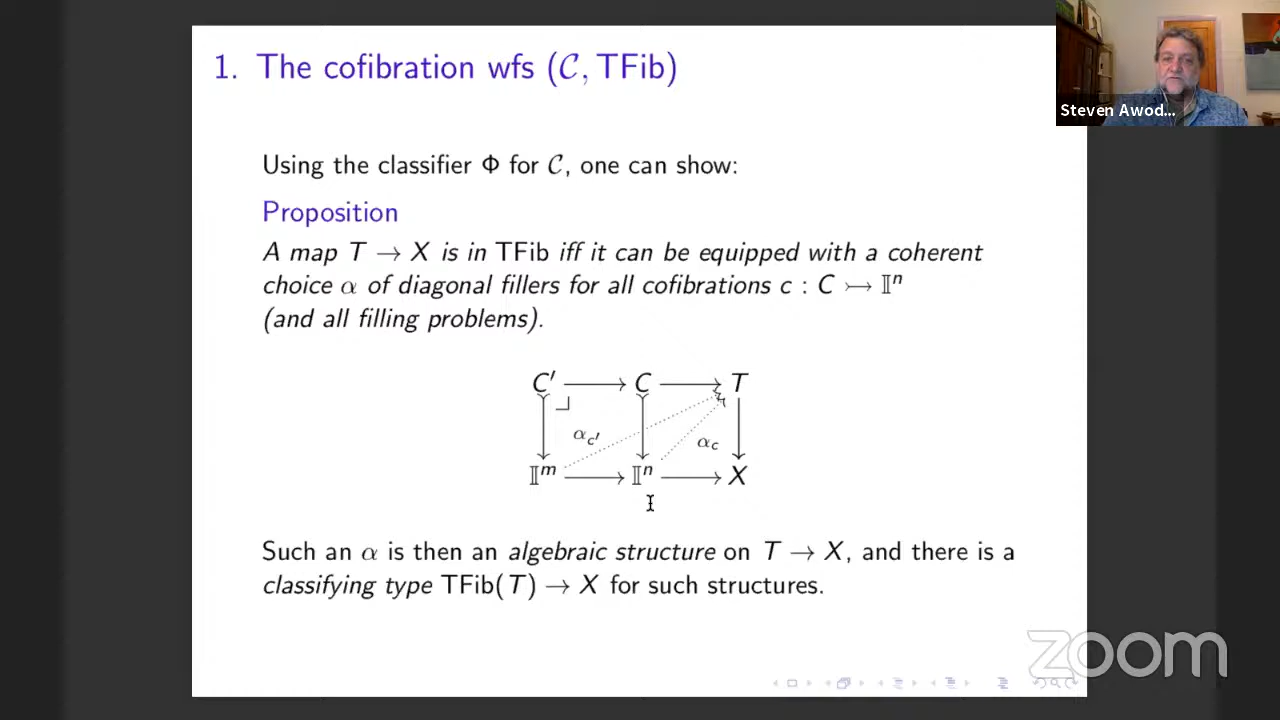 1. The cofibration wfs (𝒞, TFib)
Steven Awod...
Using the classifier Φ for 𝒞, one can show:
Proposition
A map T → X is in TFib iff it can be equipped with a coherent
choice α of diagonal fillers for all cofibrations c : C ↣ 𝕀ⁿ
(and all filling problems).
C′ C T
α_c′ α_c
𝕀ᵐ 𝕀ⁿ X
Such an α is then an algebraic structure on T → X, and there is a
classifying type TFib(T) → X for such structures.
zoom